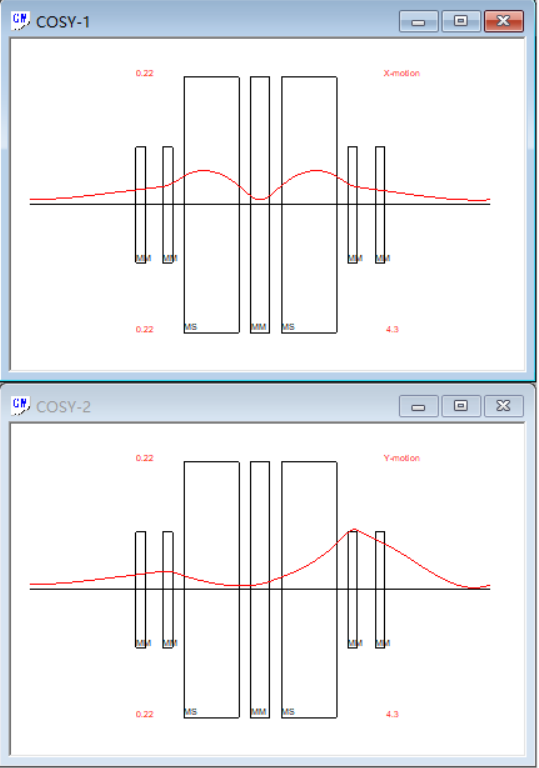 COSY-1
0.22 X-motion
MM MM MM MM
MS MM MS
0.22 4.3
COSY-2
0.22 Y-motion
MM MM MM MM
MS MM MS
0.22 4.3